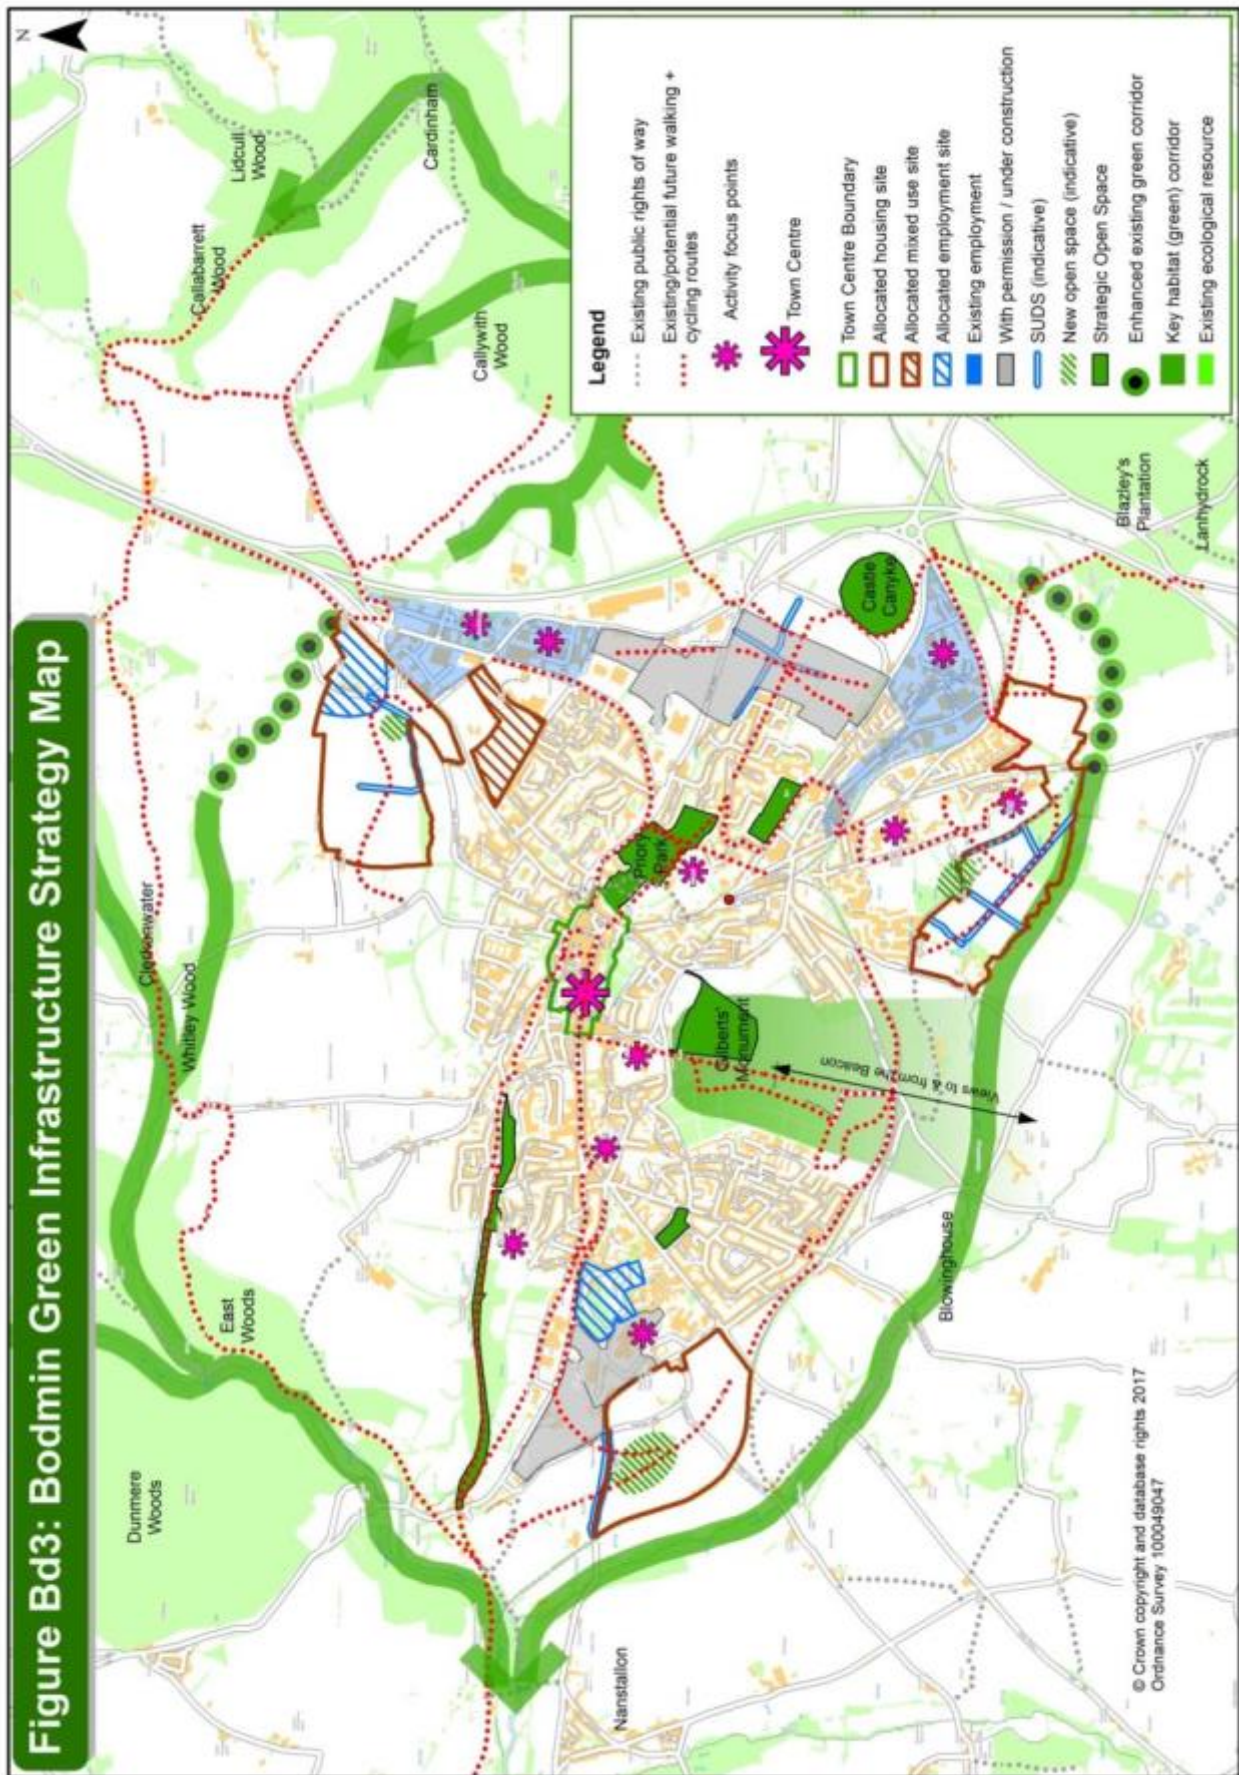 Figure Bd3: Bodmin Green Infrastructure Strategy Map
N
Lidcutt
Wood
Callabarrett
Wood
Cardinham
Callywith
Wood
Clerkenwater
Whitley Wood
East
Woods
Dunmere
Woods
Nanstallon
Priory
Park
Castle
Canyke
Gilberts'
Monument
Views to & from the Beacon
Blowinghouse
Blazley's
Plantation
Lanhydrock
Legend
Existing public rights of way
Existing/potential future walking +
cycling routes
Activity focus points
Town Centre
Town Centre Boundary
Allocated housing site
Allocated mixed use site
Allocated employment site
Existing employment
With permission / under construction
SUDS (indicative)
New open space (indicative)
Strategic Open Space
Enhanced existing green corridor
Key habitat (green) corridor
Existing ecological resource
© Crown copyright and database rights 2017
Ordnance Survey 100049047